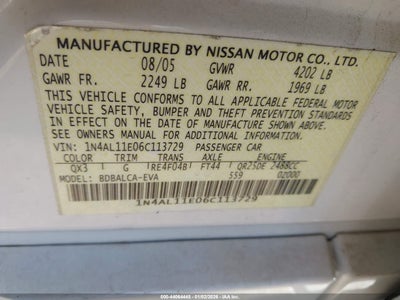 MANUFACTURED BY NISSAN MOTOR CO., LTD.
DATE 08/05 GVWR 4202 LB
GAWR FR. 2249 LB GAWR RR. 1969 LB
THIS VEHICLE CONFORMS TO ALL APPLICABLE FEDERAL MOTOR
VEHICLE SAFETY, BUMPER AND THEFT PREVENTION STANDARDS
IN EFFECT ON THE DATE OF MANUFACTURE SHOWN ABOVE.
SEE OWNERS MANUAL FOR ADDITIONAL INFORMATION
VIN: 1N4AL11E06C113729 PASSENGER CAR
COLOR TRIM TRANS AXLE ENGINE
QX3 G RE4F04B FT44 QR25DE 2488CC
MODEL: BDBALCA-EVA 559 02000
1N4AL11E06C113729